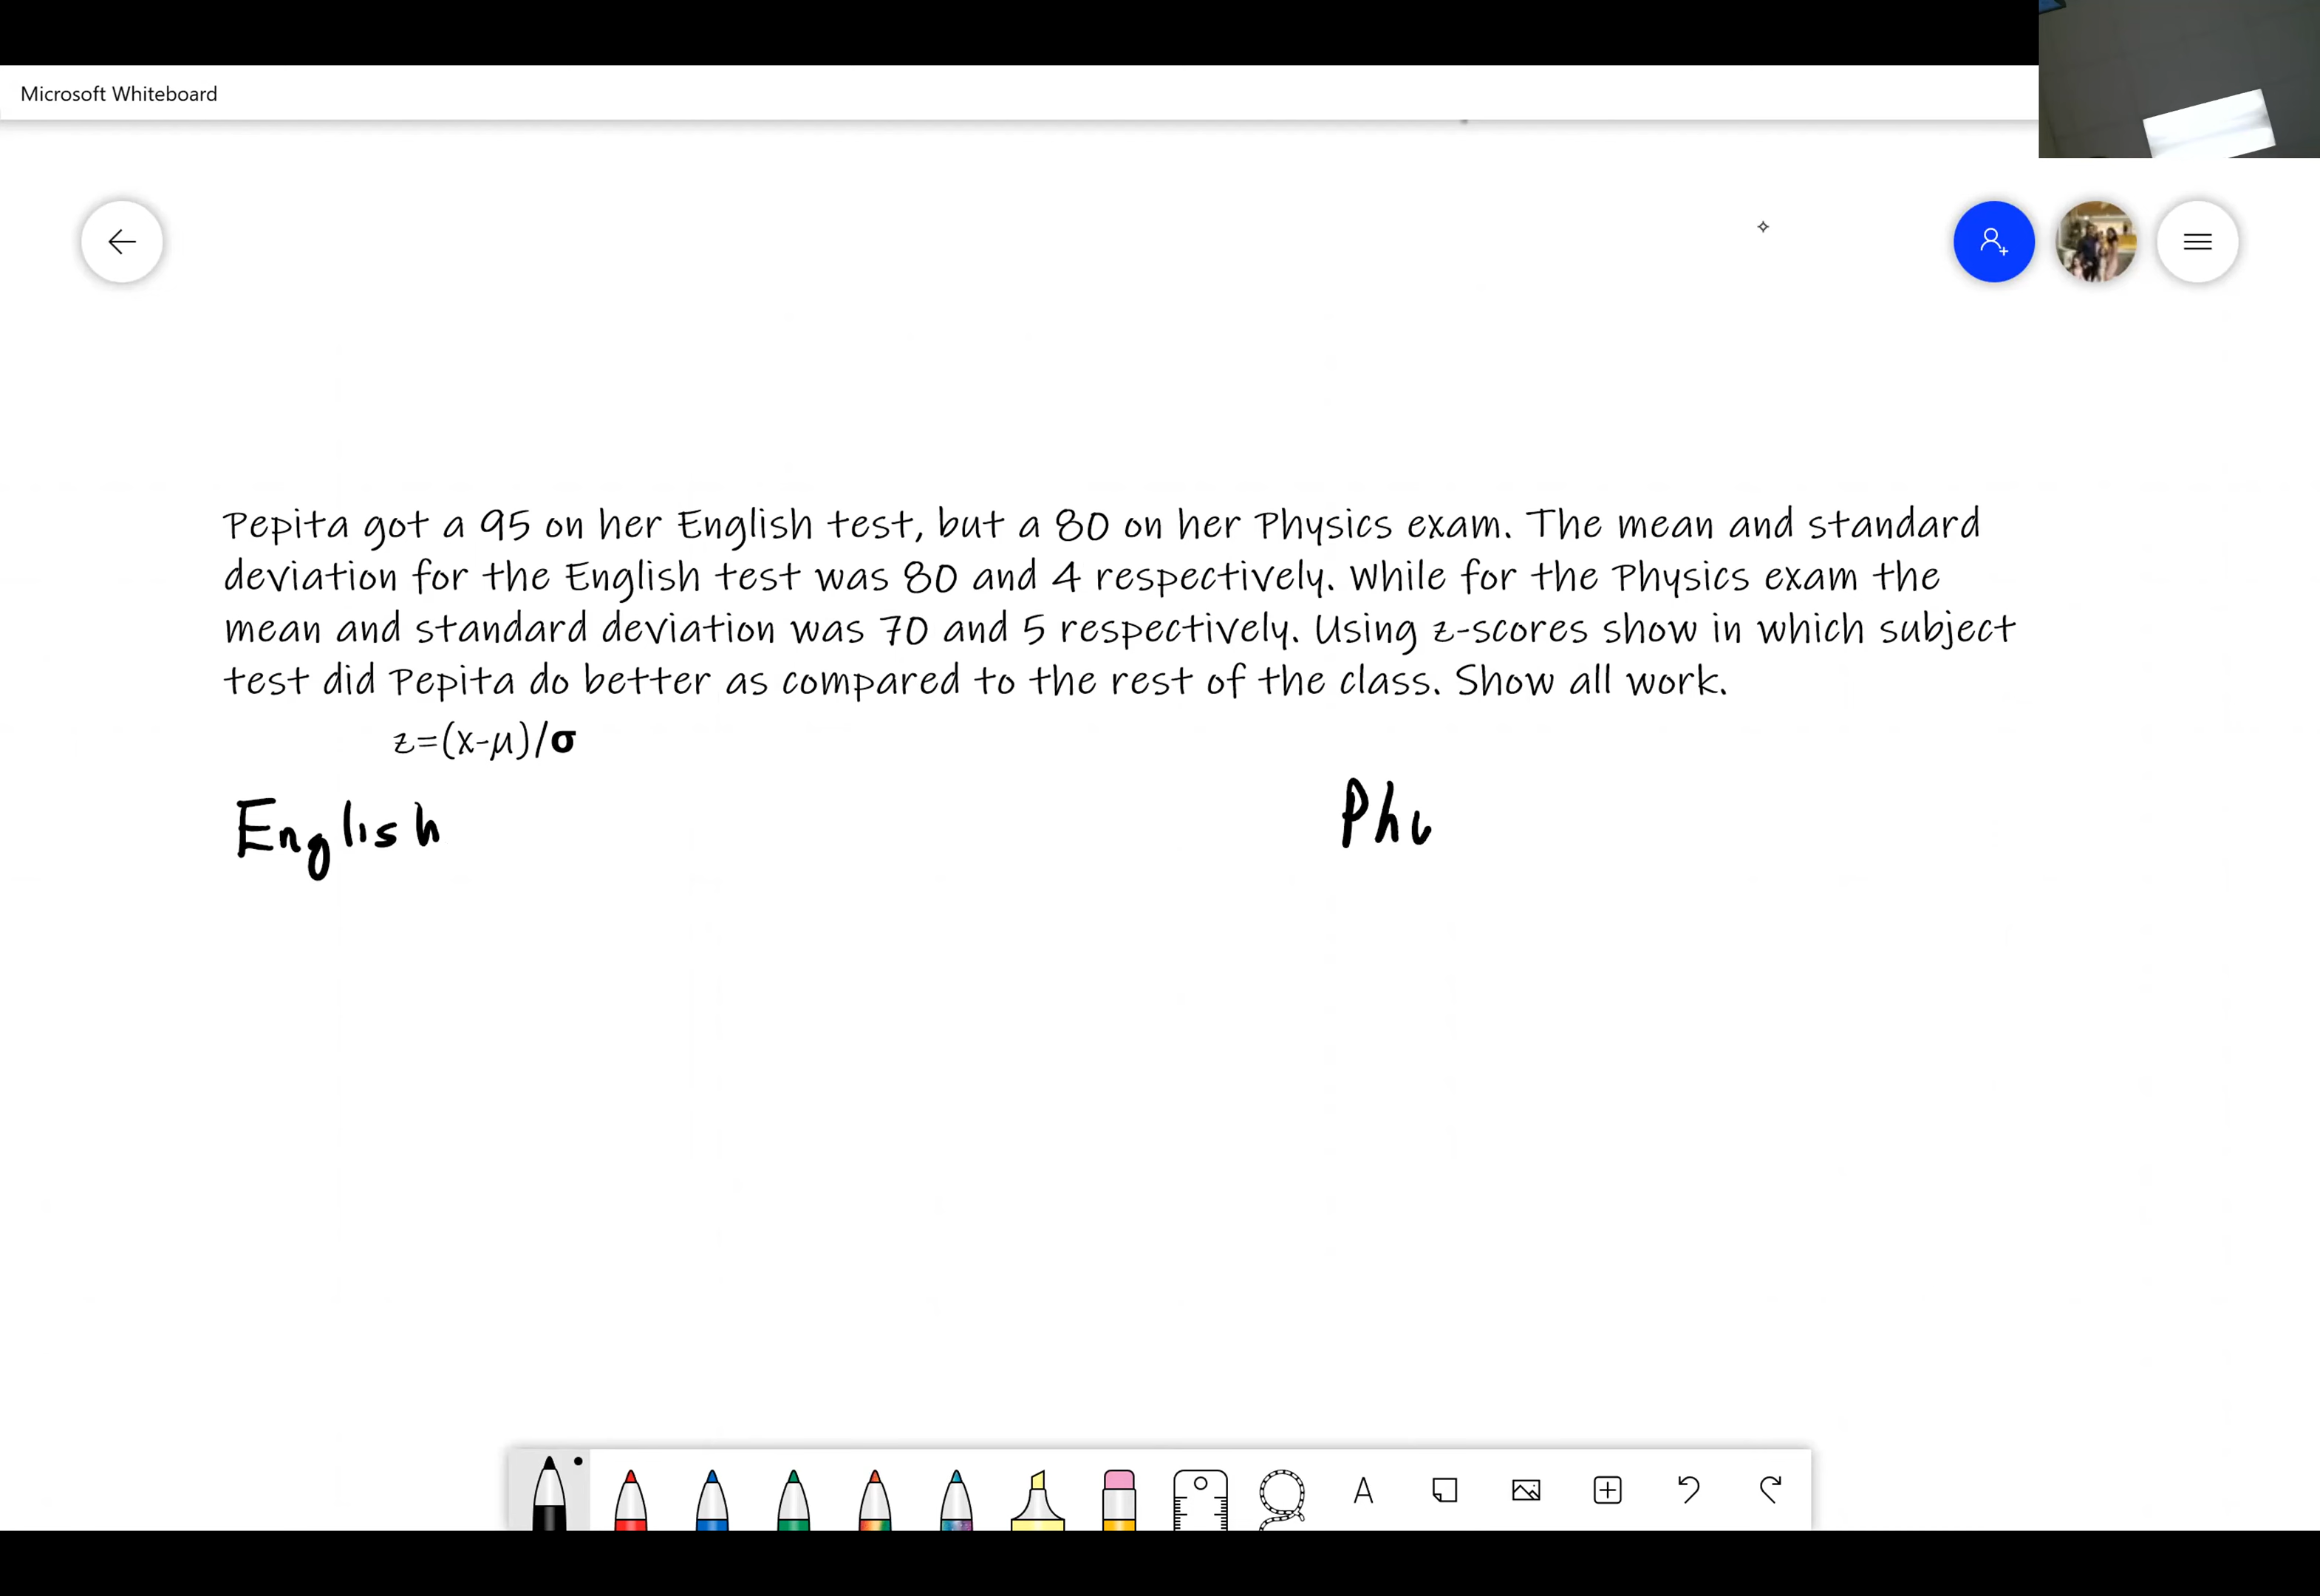 Microsoft Whiteboard
Pepita got a 95 on her English test, but a 80 on her Physics exam. The mean and standard
deviation for the English test was 80 and 4 respectively. While for the Physics exam the
mean and standard deviation was 70 and 5 respectively. Using z-scores show in which subject
test did Pepita do better as compared to the rest of the class. Show all work.
z=(x-μ)/σ
English